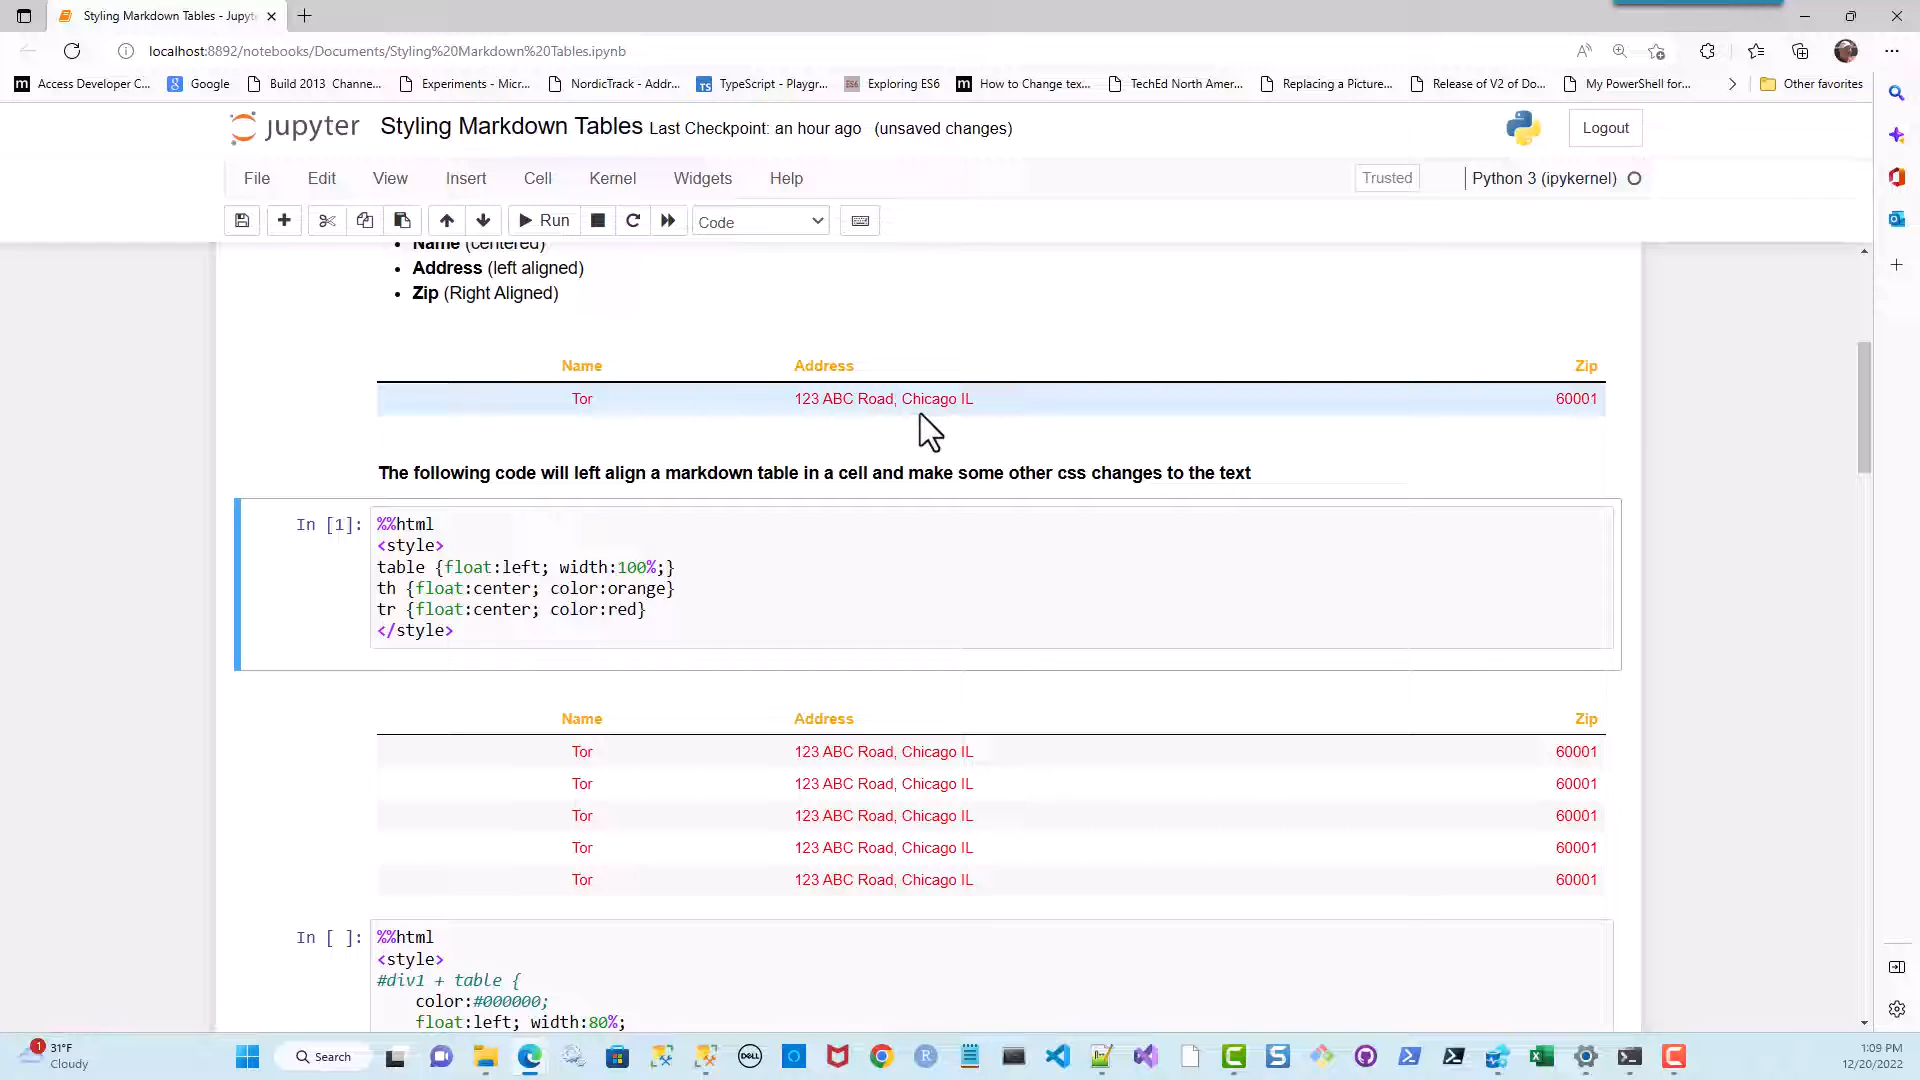 Styling Markdown Tables - Jupyte
localhost:8892/notebooks/Documents/Styling%20Markdown%20Tables.ipynb
Access Developer C...
Google
Build 2013 Channe...
Experiments - Micr...
NordicTrack - Addr...
TypeScript - Playgr...
Exploring ES6
How to Change tex...
TechEd North Amer...
Replacing a Picture...
Release of V2 of Do...
My PowerShell for...
Other favorites
jupyter Styling Markdown Tables Last Checkpoint: an hour ago (unsaved changes)
Logout
File Edit View Insert Cell Kernel Widgets Help
Trusted
Python 3 (ipykernel)
Run
Code
Name (centered)
Address (left aligned)
Zip (Right Aligned)
Name Address Zip
Tor 123 ABC Road, Chicago IL 60001
The following code will left align a markdown table in a cell and make some other css changes to the text
In [1]: %%html
<style>
table {float:left; width:100%;}
th {float:center; color:orange}
tr {float:center; color:red}
</style>
Name Address Zip
Tor 123 ABC Road, Chicago IL 60001
Tor 123 ABC Road, Chicago IL 60001
Tor 123 ABC Road, Chicago IL 60001
Tor 123 ABC Road, Chicago IL 60001
Tor 123 ABC Road, Chicago IL 60001
In [ ]: %%html
<style>
#div1 + table {
color:#000000;
float:left; width:80%;
1
31°F
Cloudy
Search
DELL
1:09 PM
12/20/2022